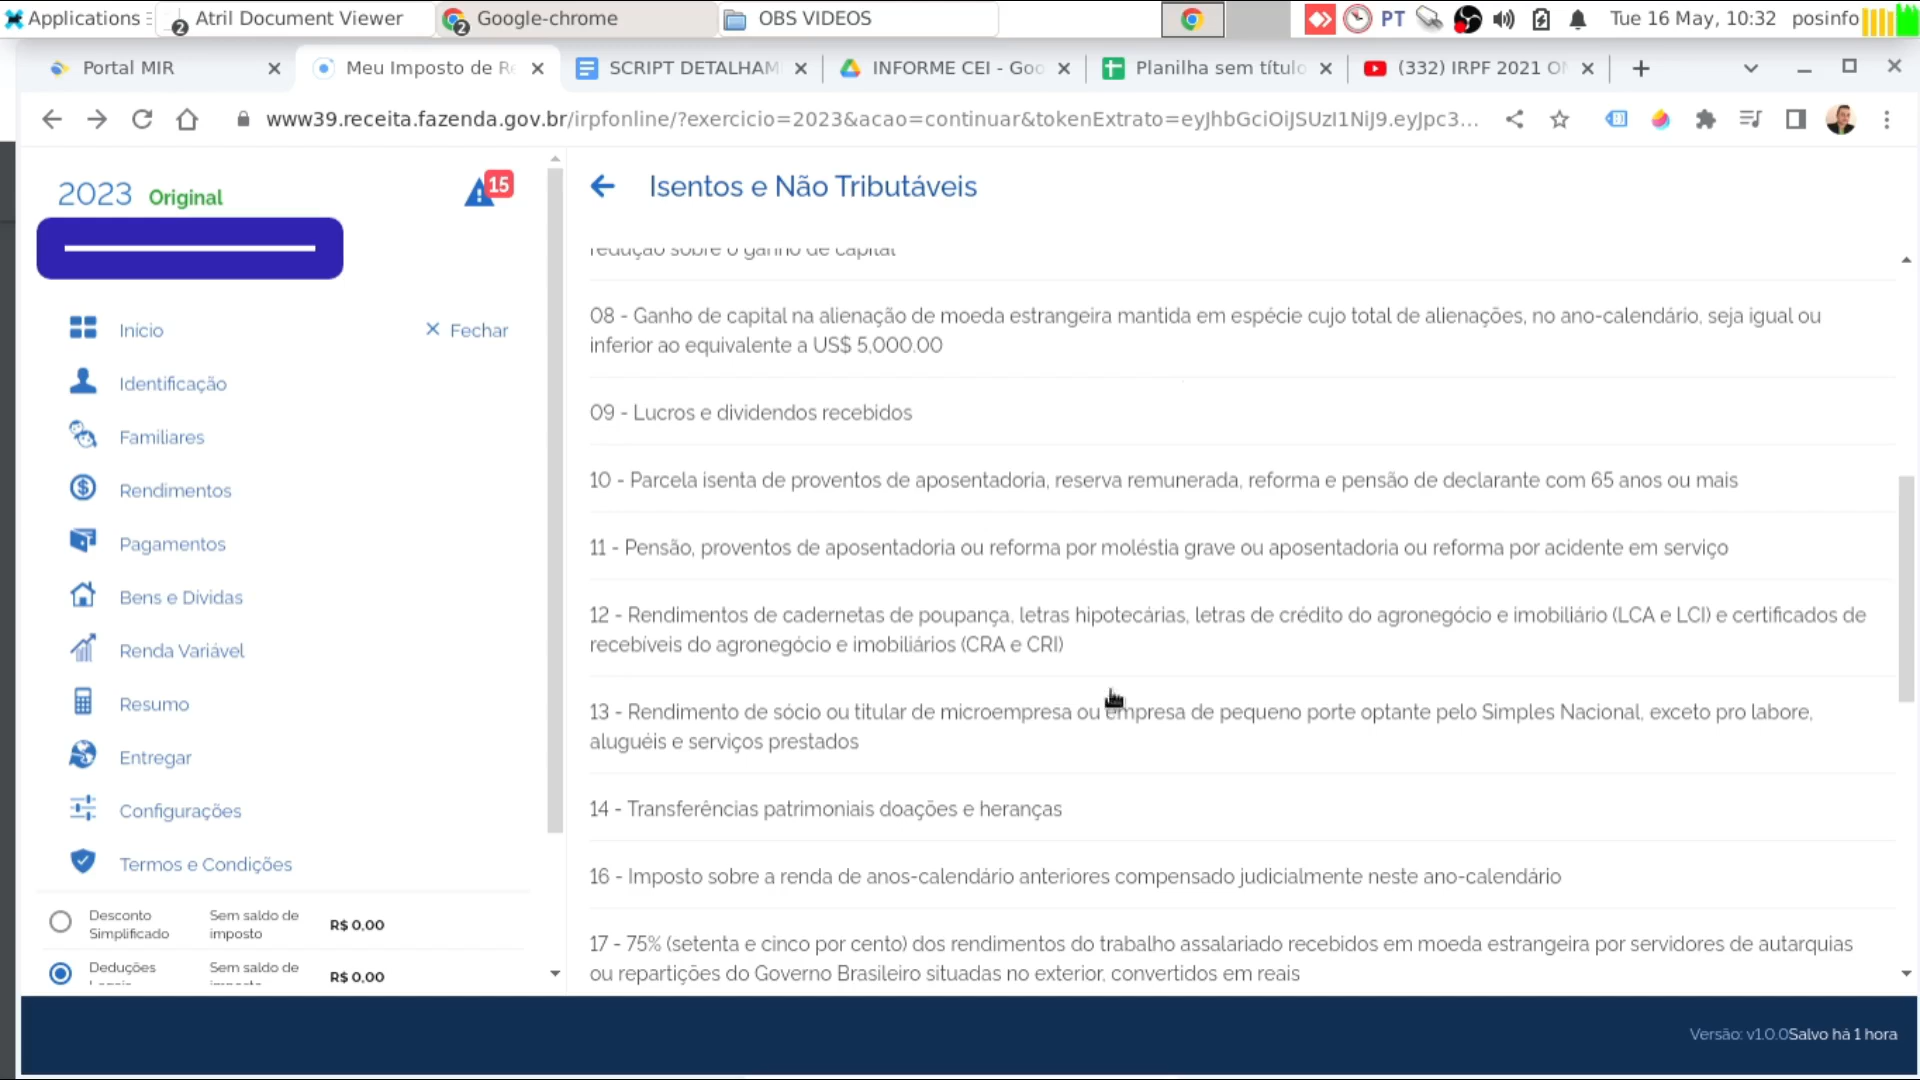 Applications
2
Atril Document Viewer
2
Google-chrome
OBS VIDEOS
PT
Tue 16 May, 10:32
posinfo
Portal MIR
Meu Imposto de R
SCRIPT DETALHAM
INFORME CEI - Goo
Planilha sem título
(332) IRPF 2021 O
www39.receita.fazenda.gov.br/irpfonline/?exercicio=2023&acao=continuar&tokenExtrato=eyJhbGciOiJSUzI1NiJ9.eyJpc3...
2023 Original
15
Início
Fechar
Identificação
Familiares
Rendimentos
Pagamentos
Bens e Dívidas
Renda Variável
Resumo
Entregar
Configurações
Termos e Condições
Desconto Simplificado
Sem saldo de imposto
R$ 0,00
Deduções Legais
Sem saldo de imposto
R$ 0,00
Isentos e Não Tributáveis
redução sobre o ganho de capital
08 - Ganho de capital na alienação de moeda estrangeira mantida em espécie cujo total de alienações, no ano-calendário, seja igual ou
inferior ao equivalente a US$ 5,000.00
09 - Lucros e dividendos recebidos
10 - Parcela isenta de proventos de aposentadoria, reserva remunerada, reforma e pensão de declarante com 65 anos ou mais
11 - Pensão, proventos de aposentadoria ou reforma por moléstia grave ou aposentadoria ou reforma por acidente em serviço
12 - Rendimentos de cadernetas de poupança, letras hipotecárias, letras de crédito do agronegócio e imobiliário (LCA e LCI) e certificados de
recebíveis do agronegócio e imobiliários (CRA e CRI)
13 - Rendimento de sócio ou titular de microempresa ou empresa de pequeno porte optante pelo Simples Nacional, exceto pro labore,
aluguéis e serviços prestados
14 - Transferências patrimoniais doações e heranças
16 - Imposto sobre a renda de anos-calendário anteriores compensado judicialmente neste ano-calendário
17 - 75% (setenta e cinco por cento) dos rendimentos do trabalho assalariado recebidos em moeda estrangeira por servidores de autarquias
ou repartições do Governo Brasileiro situadas no exterior, convertidos em reais
Versão: v1.0.0Salvo há 1 hora